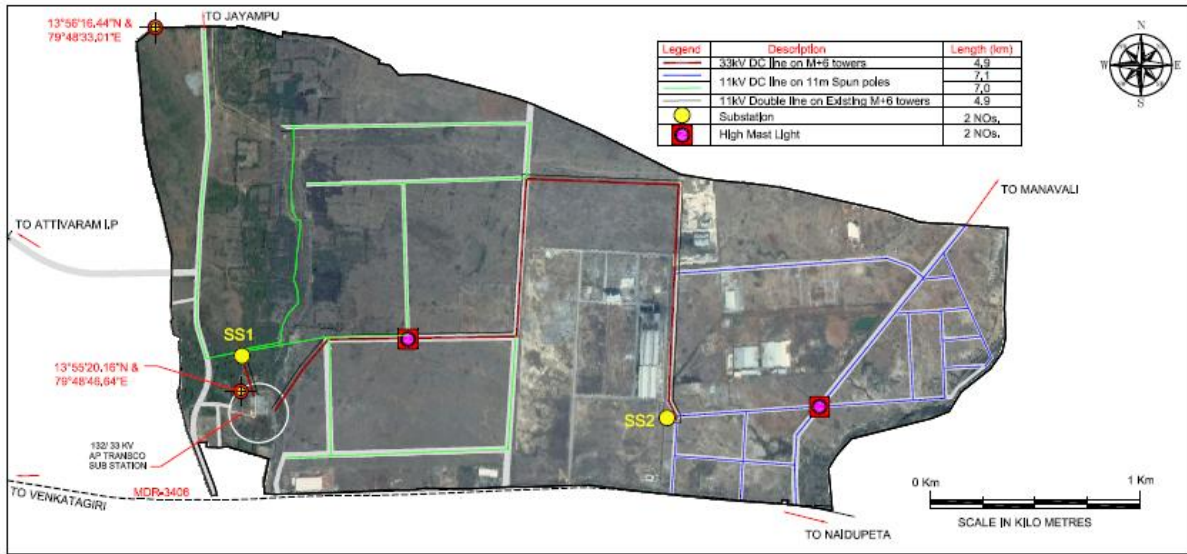 13°56'16.44"N &
79°48'33.01"E
TO JAYAMPU
Legend Description Length (km)
33kV DC line on M+6 towers 4.9
7.1
11kV DC line on 11m Spun poles
7.0
11kV Double line on Existing M+6 towers 4.9
Substation 2 NOs.
High Mast Light 2 NOs.
N
W E
S
TO MANAVALI
TO ATTIVARAM I.P
SS1
13°55'20.16"N &
79°48'46.64"E
SS2
132/ 33 KV
AP TRANSCO
SUB STATION
MDR-3406
TO VENKATAGIRI
0 Km 1 Km
SCALE IN KILO METRES
TO NAIDUPETA